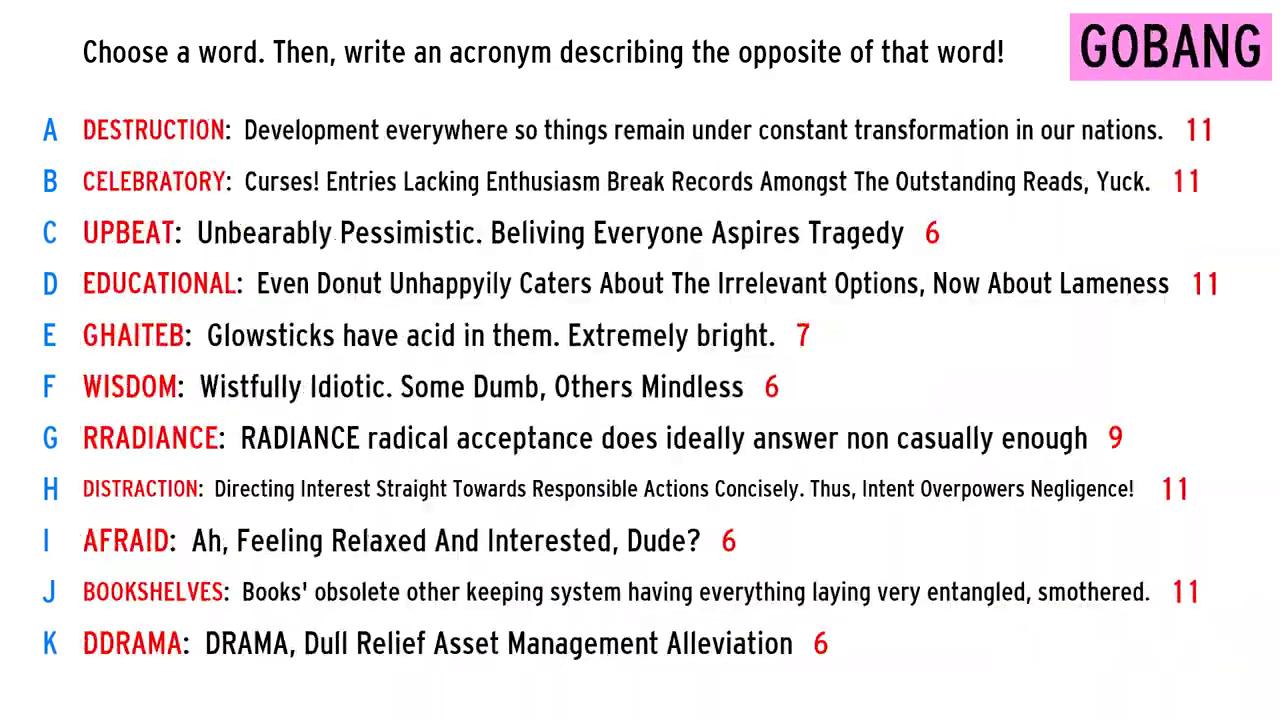 Choose a word. Then, write an acronym describing the opposite of that word! GOBANG
A DESTRUCTION: Development everywhere so things remain under constant transformation in our nations. 11
B CELEBRATORY: Curses! Entries Lacking Enthusiasm Break Records Amongst The Outstanding Reads, Yuck. 11
C UPBEAT: Unbearably Pessimistic. Beliving Everyone Aspires Tragedy 6
D EDUCATIONAL: Even Donut Unhappyily Caters About The Irrelevant Options, Now About Lameness 11
E GHAITEB: Glowsticks have acid in them. Extremely bright. 7
F WISDOM: Wistfully Idiotic. Some Dumb, Others Mindless 6
G RRADIANCE: RADIANCE radical acceptance does ideally answer non casually enough 9
H DISTRACTION: Directing Interest Straight Towards Responsible Actions Concisely. Thus, Intent Overpowers Negligence! 11
I AFRAID: Ah, Feeling Relaxed And Interested, Dude? 6
J BOOKSHELVES: Books' obsolete other keeping system having everything laying very entangled, smothered. 11
K DDRAMA: DRAMA, Dull Relief Asset Management Alleviation 6